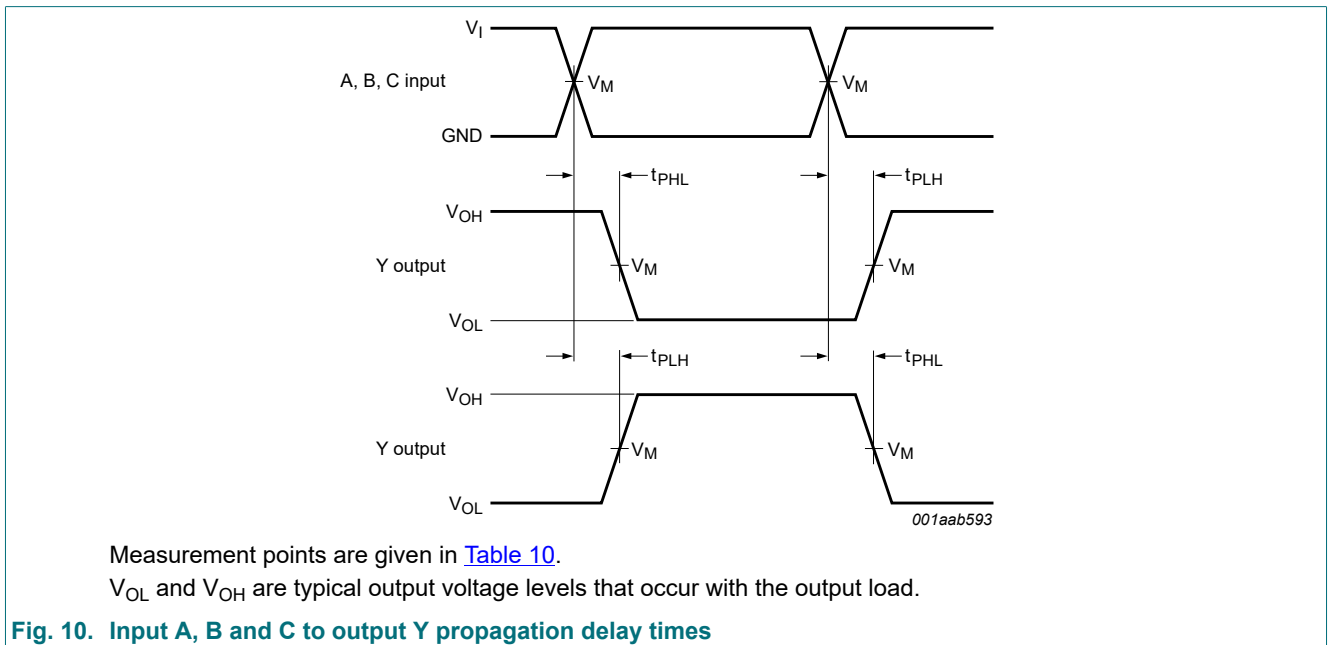 VI
A, B, C input
VM VM
GND
tPHL tPLH
VOH
Y output
VM VM
VOL
tPLH tPHL
VOH
Y output
VM VM
VOL
001aab593
Measurement points are given in Table 10.
VOL and VOH are typical output voltage levels that occur with the output load.
Fig. 10. Input A, B and C to output Y propagation delay times